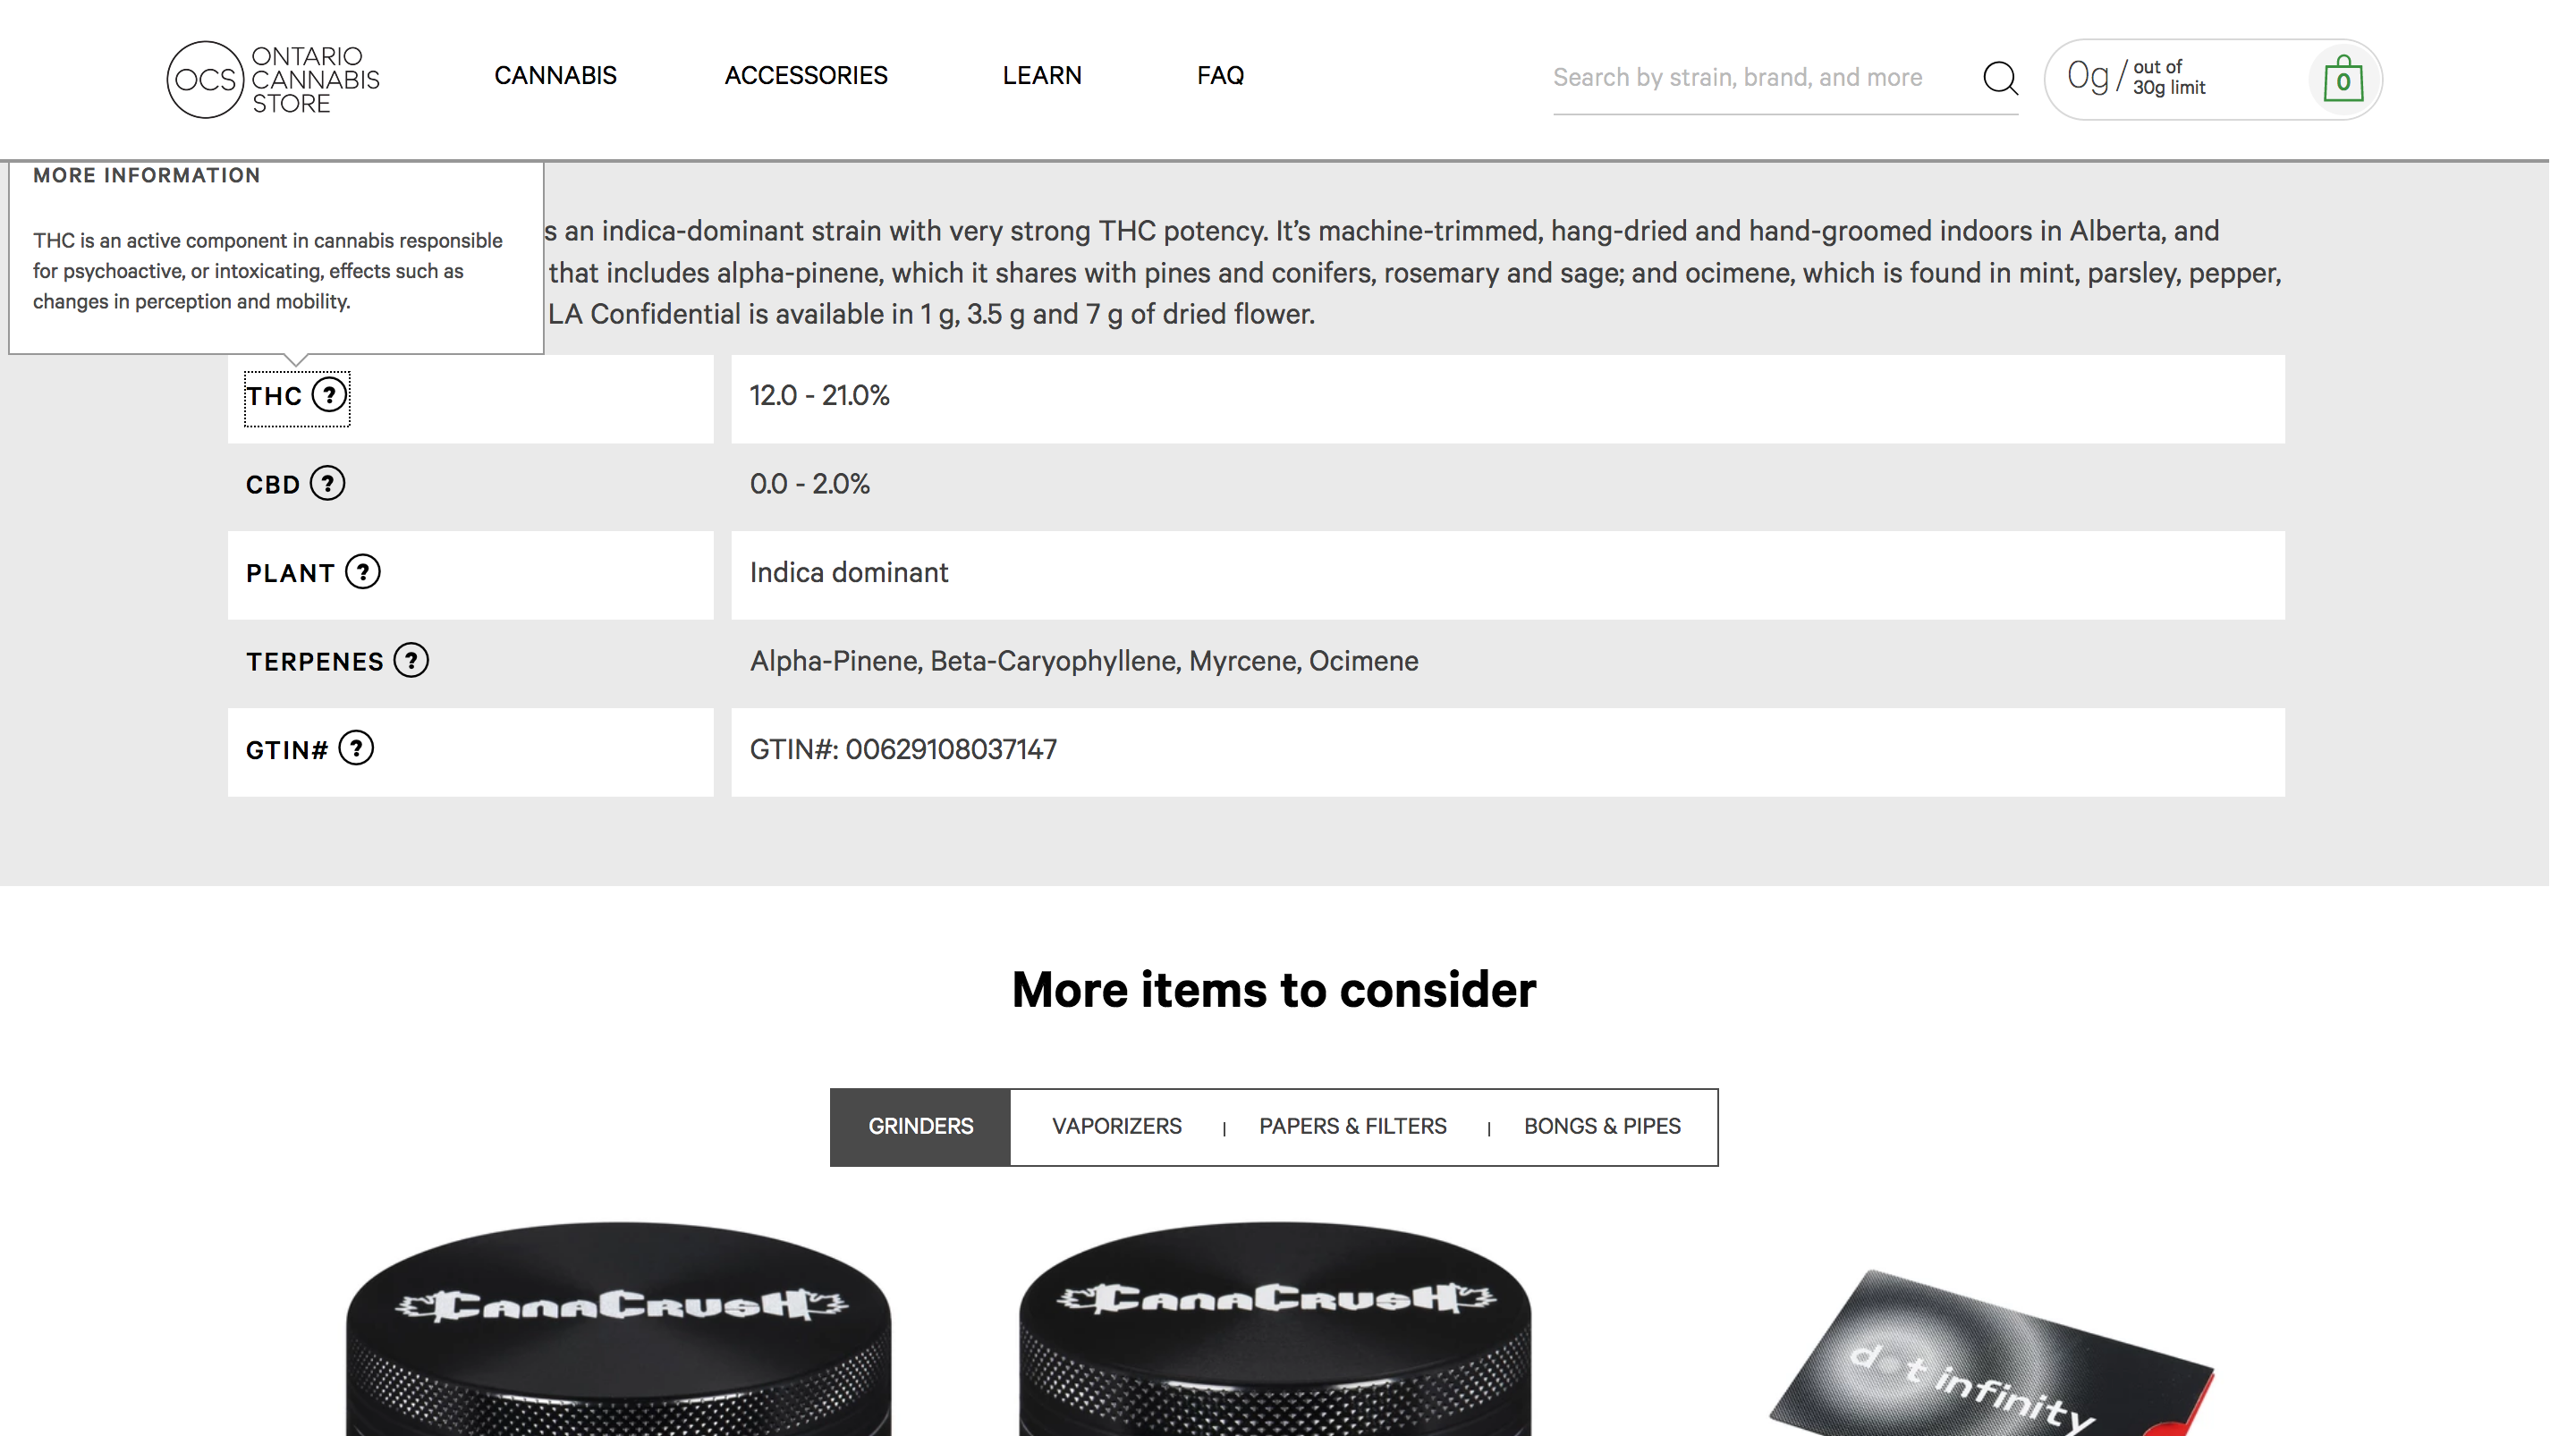 OCS ONTARIO
CANNABIS
STORE
CANNABIS
ACCESSORIES
LEARN
FAQ
Search by strain, brand, and more
0g / out of
30g limit
0
MORE INFORMATION
THC is an active component in cannabis responsible
for psychoactive, or intoxicating, effects such as
changes in perception and mobility.
s an indica-dominant strain with very strong THC potency. It’s machine-trimmed, hang-dried and hand-groomed indoors in Alberta, and
that includes alpha-pinene, which it shares with pines and conifers, rosemary and sage; and ocimene, which is found in mint, parsley, pepper,
LA Confidential is available in 1 g, 3.5 g and 7 g of dried flower.
THC ? 12.0 - 21.0%
CBD ? 0.0 - 2.0%
PLANT ? Indica dominant
TERPENES ? Alpha-Pinene, Beta-Caryophyllene, Myrcene, Ocimene
GTIN# ? GTIN#: 00629108037147
More items to consider
GRINDERS
VAPORIZERS | PAPERS & FILTERS | BONGS & PIPES
CANACRUSH
CANACRUSH
dot infinity